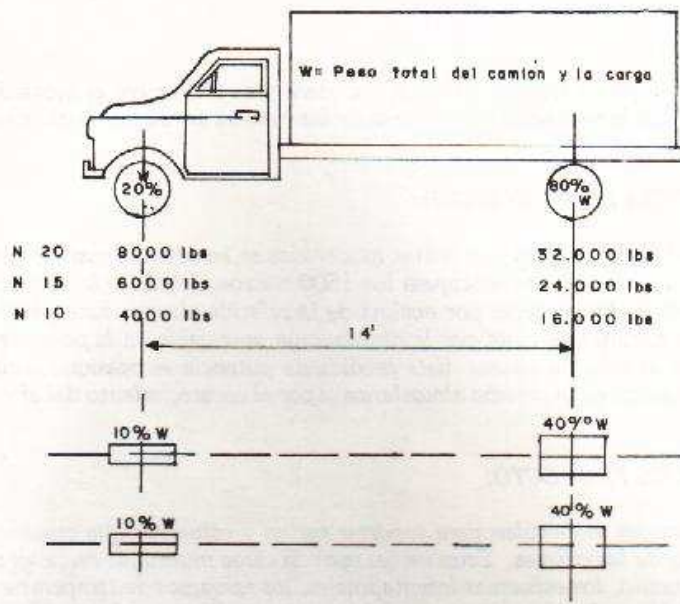 W= Peso total del camion y la carga
W
20%
80%
W
N 20 8000 lbs 32.000 lbs
N 15 6000 lbs 24.000 lbs
N 10 4000 lbs 16.000 lbs
14'
10% W 40% W
10% W 40% W